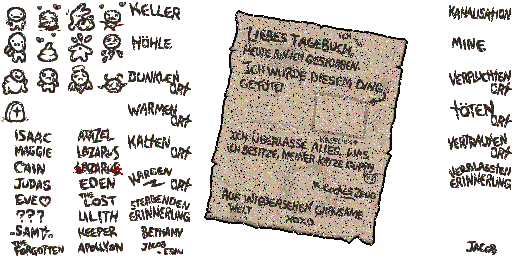 KELLER
HÖHLE
DUNKLEN
ORT
WARMEN
ORT
KALTEN
ORT
KARGEN
ORT
STERBENDEN
ERINNERUNG
ISAAC
AZAZEL
MAGGIE
LAZARUS
CAIN
LAZARUS
JUDAS
EDEN
EVE♡
THE
LOST
???
LILITH
SAMSON
KEEPER
BETHANY
THE
FORGOTTEN
APOLLYON
JACOB
+ESAU
LIEBES TAGEBUCH,
HEUTE BIN ICH GESTORBEN.
ICH WURDE DIESEM DING
GETÖTET
ICH ÜBERLASSE ALLES, WAS
ICH BESITZE, MEINER KATZE GUPPY
AUF WIEDERSEHEN GRAUSAME
WELT
XOXO
KANALISATION
MINE
VERFLUCHTEN
ORT
TÖTEN
ORT
VERTRAUTEN
ORT
VERBLASSTEN
ERINNERUNG
JACOB